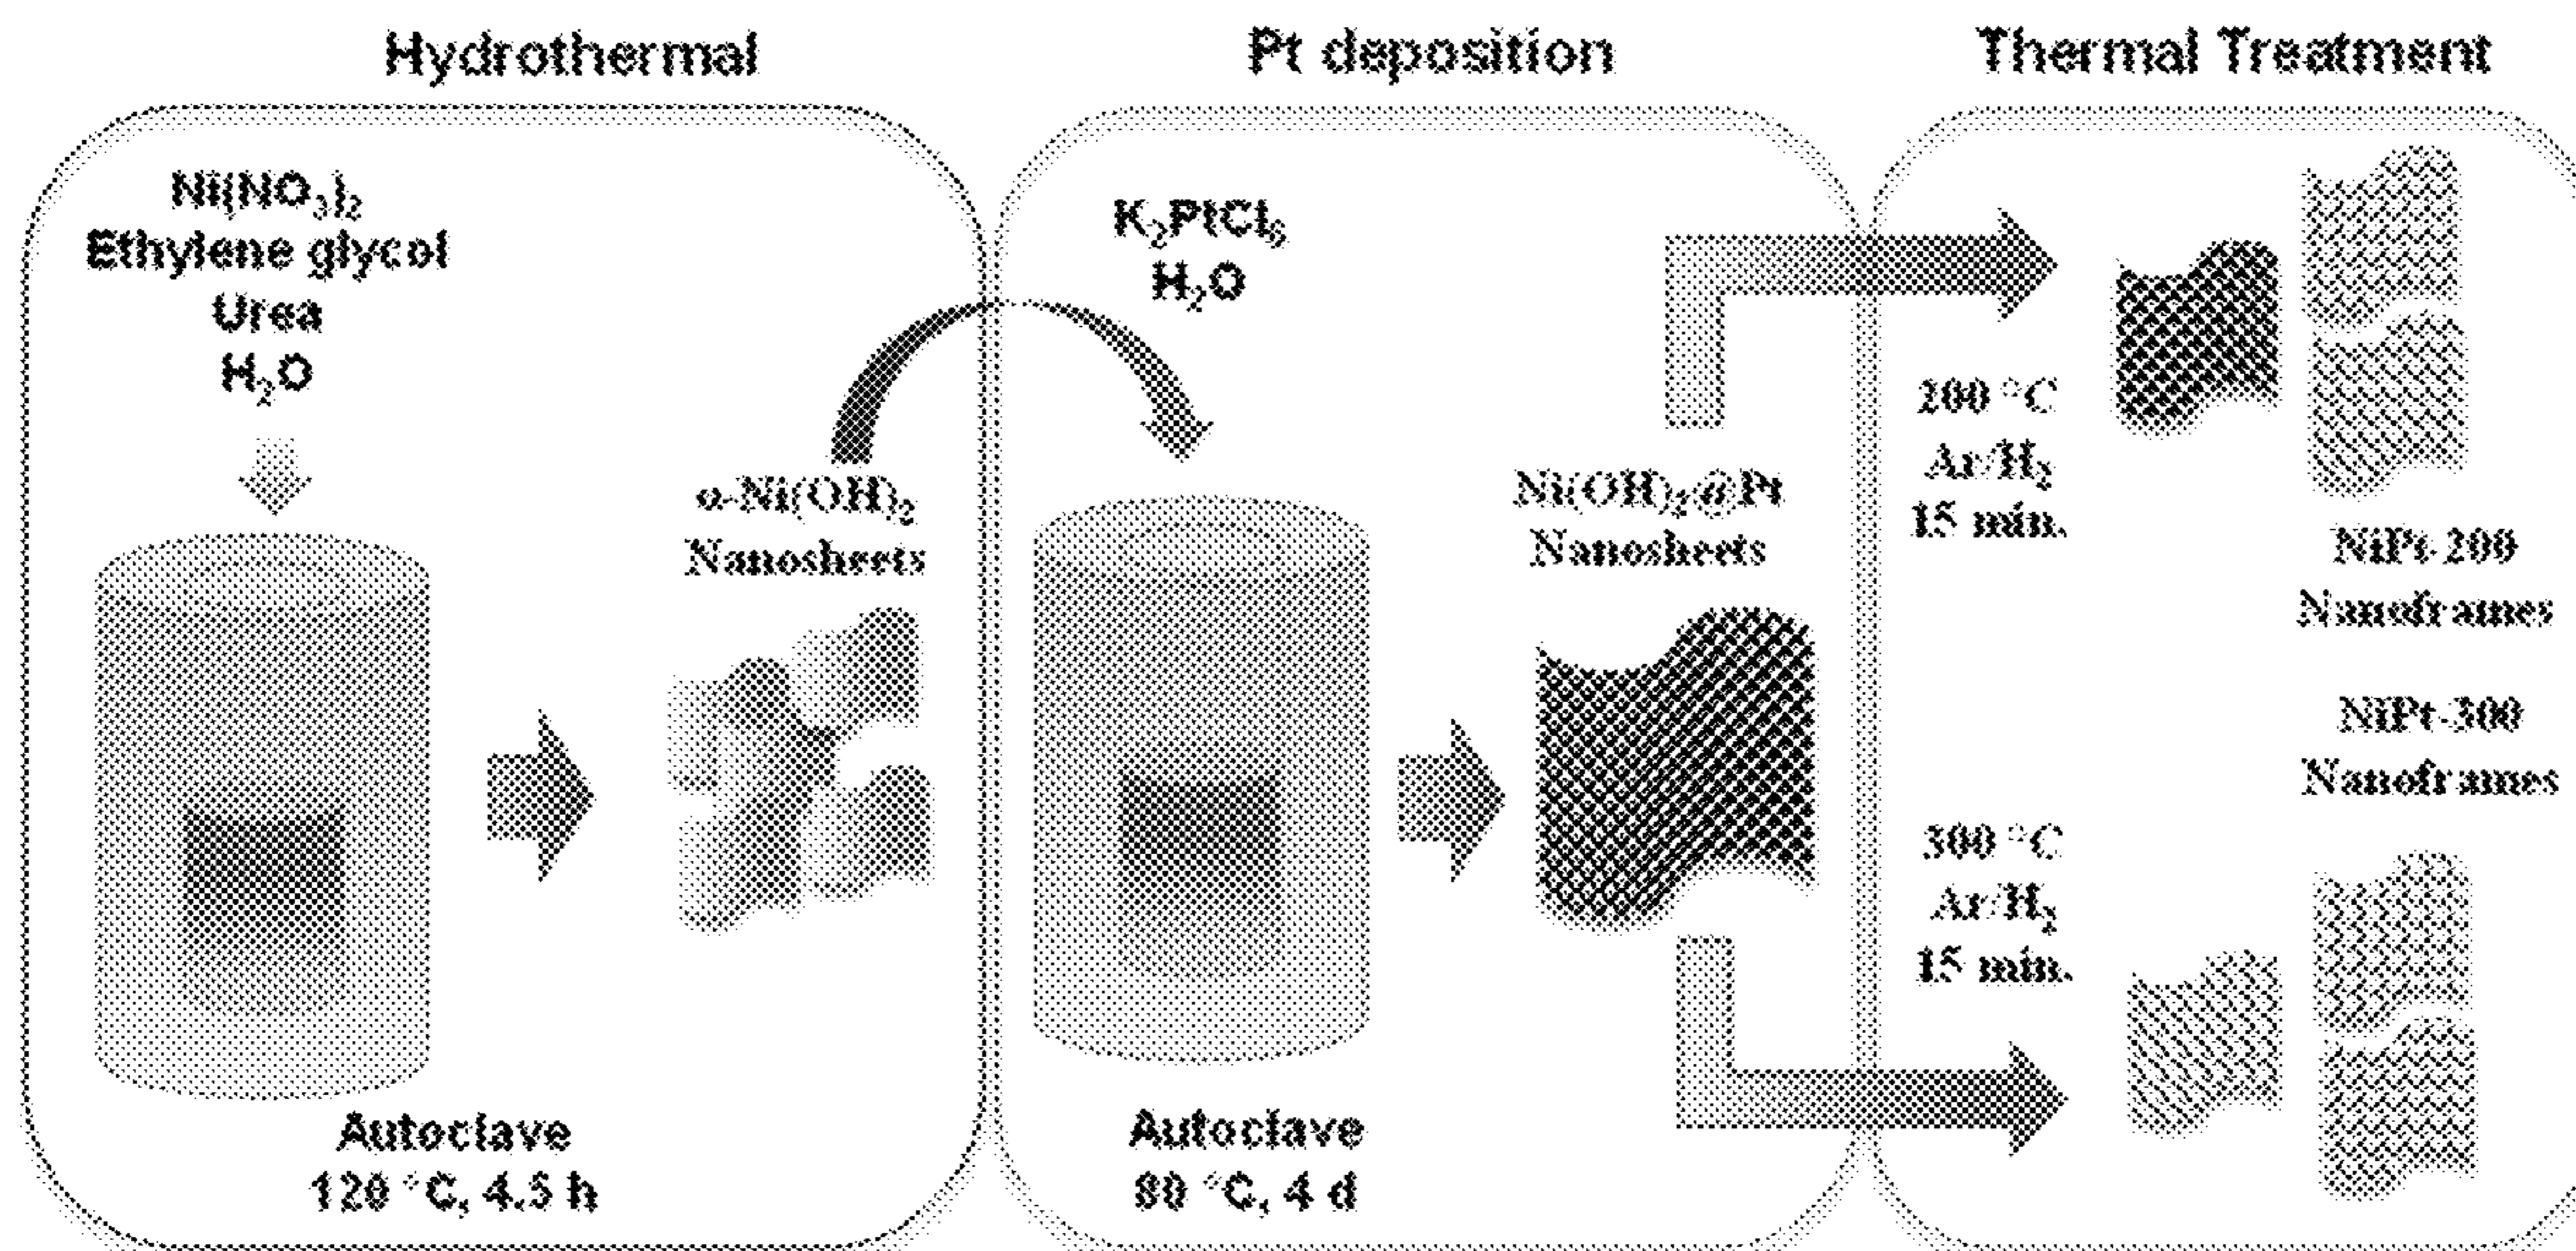 Hydrothermal
Ni(NO₃)₂
Ethylene glycol
Urea
H₂O
α-Ni(OH)₂
Nanosheets
Autoclave
120 °C, 4.5 h
Pt deposition
K₂PtCl₆
H₂O
Ni(OH)₂@Pt
Nanosheets
Autoclave
80 °C, 4 d
Thermal Treatment
200 °C
Ar/H₂
15 min.
NiPt-200
Nanoframes
NiPt-300
Nanoframes
300 °C
Ar/H₂
15 min.